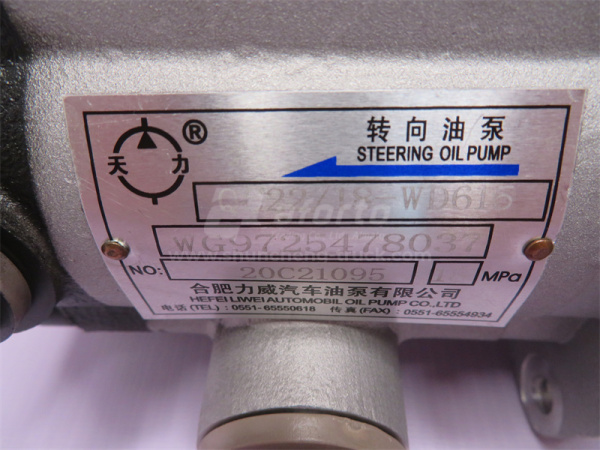 天 力 ®
转向油泵
STEERING OIL PUMP
WD615
WG9725478037
NO: 20C21095 MPa
合肥力威汽车油泵有限公司
HEFEI LIWEI AUTOMOBIL OIL PUMP CO.,LTD
电话(TEL)：0551-65550618 传真(FAX)：0551-65554934